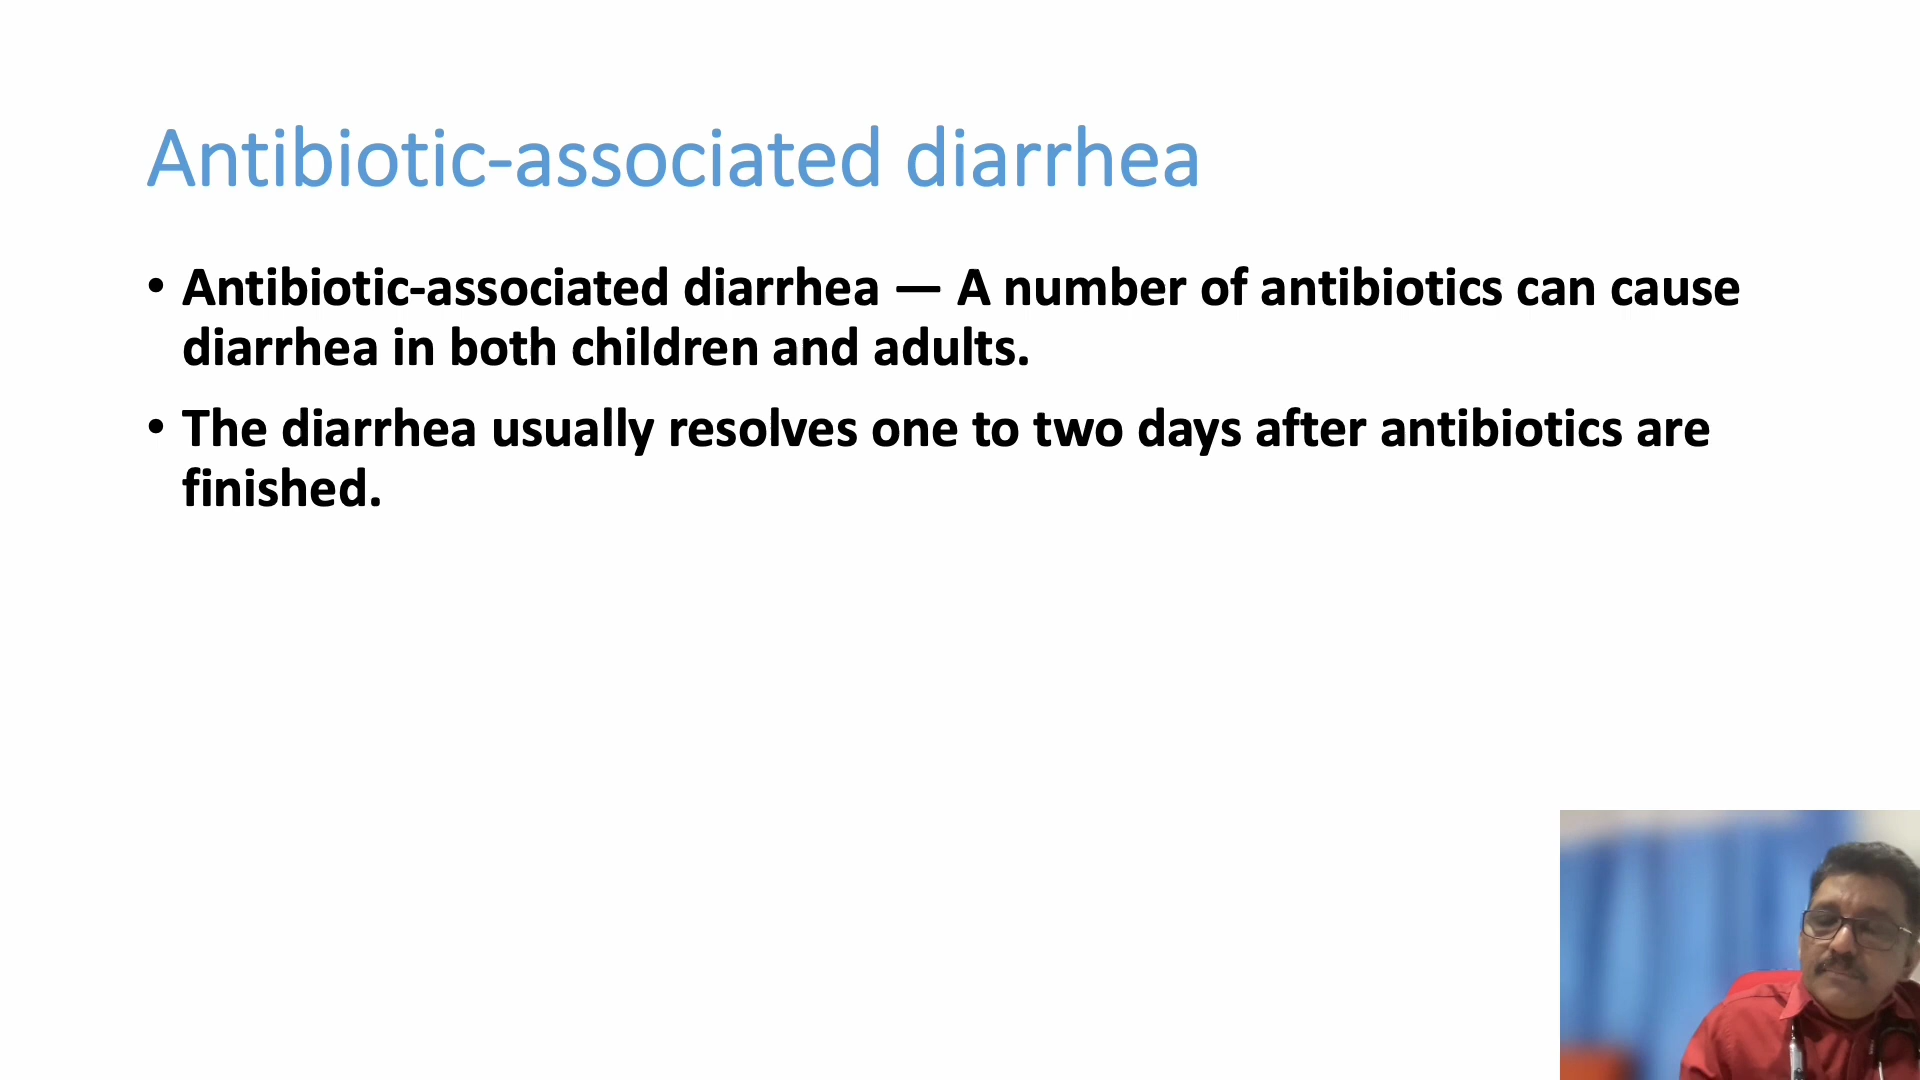 Antibiotic-associated diarrhea
• Antibiotic-associated diarrhea — A number of antibiotics can cause
diarrhea in both children and adults.
• The diarrhea usually resolves one to two days after antibiotics are
finished.